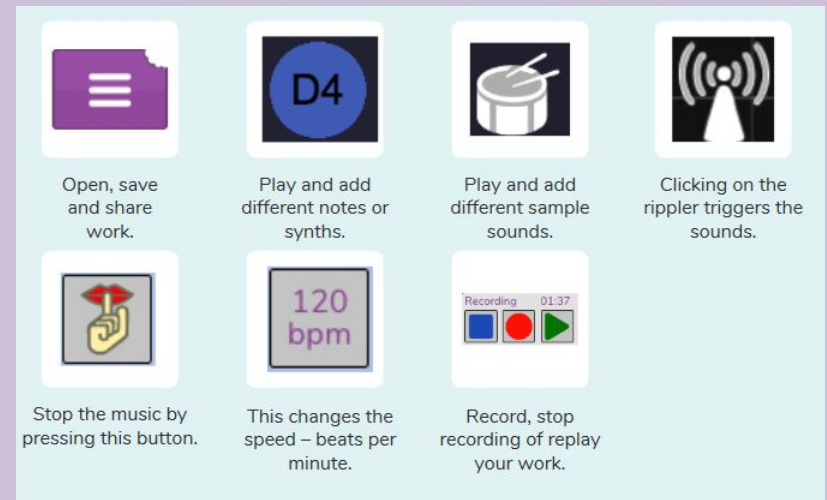 D4
Open, save
and share
work.
Play and add
different notes or
synths.
Play and add
different sample
sounds.
Clicking on the
rippler triggers the
sounds.
Stop the music by
pressing this button.
120
bpm
This changes the
speed – beats per
minute.
Recording 01:37
Record, stop
recording of replay
your work.